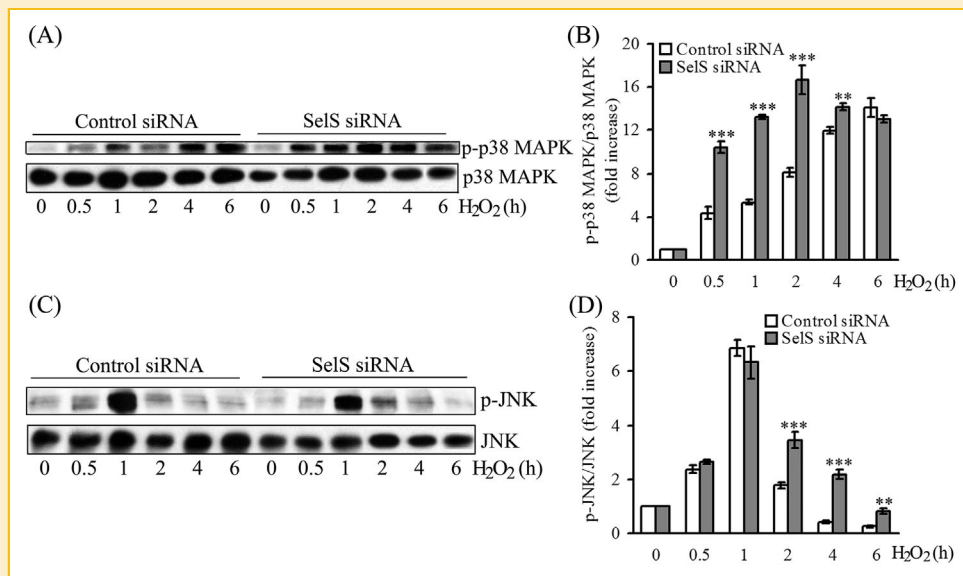 (A)
Control siRNA SelS siRNA
p-p38 MAPK
p38 MAPK
0 0.5 1 2 4 6 0 0.5 1 2 4 6 H₂O₂ (h)
(B)
Control siRNA
SelS siRNA
p-p38 MAPK/p38 MAPK
(fold increase)
20
16
12
8
4
0
***
***
***
**
0 0.5 1 2 4 6 H₂O₂ (h)
(C)
Control siRNA SelS siRNA
p-JNK
JNK
0 0.5 1 2 4 6 0 0.5 1 2 4 6 H₂O₂ (h)
(D)
Control siRNA
SelS siRNA
p-JNK/JNK (fold increase)
8
6
4
2
0
***
***
**
0 0.5 1 2 4 6 H₂O₂ (h)